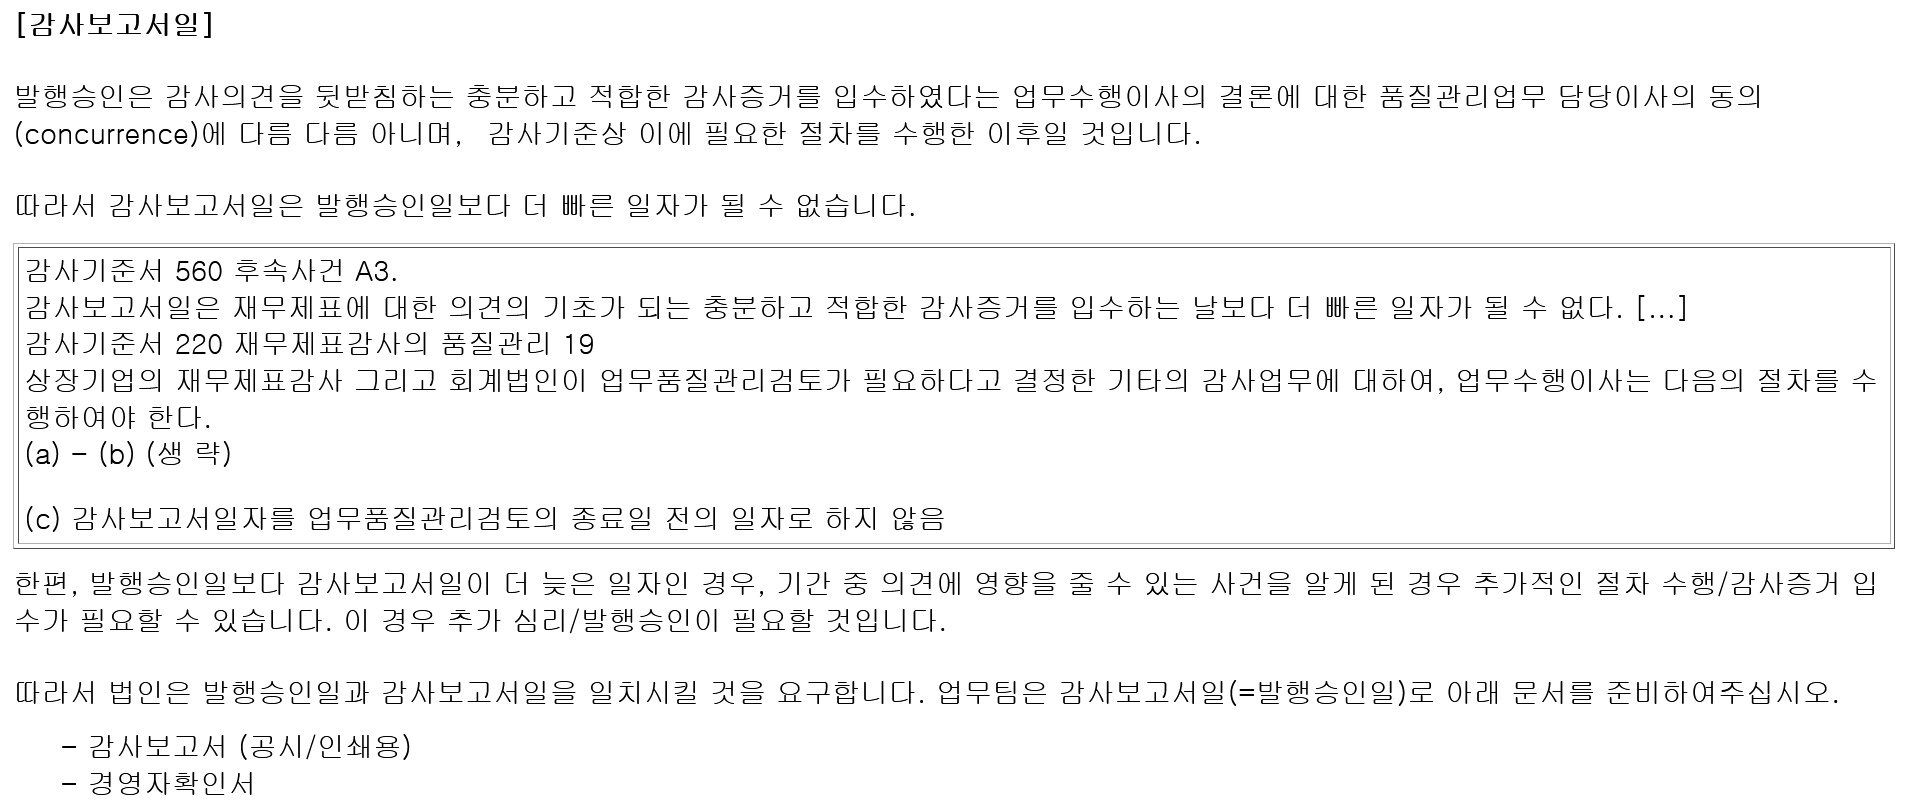 [감사보고서일]
발행승인은 감사의견을 뒷받침하는 충분하고 적합한 감사증거를 입수하였다는 업무수행이사의 결론에 대한 품질관리업무 담당이사의 동의
(concurrence)에 다름 다름 아니며, 감사기준상 이에 필요한 절차를 수행한 이후일 것입니다.
따라서 감사보고서일은 발행승인일보다 더 빠른 일자가 될 수 없습니다.
감사기준서 560 후속사건 A3.
감사보고서일은 재무제표에 대한 의견의 기초가 되는 충분하고 적합한 감사증거를 입수하는 날보다 더 빠른 일자가 될 수 없다. [...]
감사기준서 220 재무제표감사의 품질관리 19
상장기업의 재무제표감사 그리고 회계법인이 업무품질관리검토가 필요하다고 결정한 기타의 감사업무에 대하여, 업무수행이사는 다음의 절차를 수
행하여야 한다.
(a) - (b) (생 략)
(c) 감사보고서일자를 업무품질관리검토의 종료일 전의 일자로 하지 않음
한편, 발행승인일보다 감사보고서일이 더 늦은 일자인 경우, 기간 중 의견에 영향을 줄 수 있는 사건을 알게 된 경우 추가적인 절차 수행/감사증거 입
수가 필요할 수 있습니다. 이 경우 추가 심리/발행승인이 필요할 것입니다.
따라서 법인은 발행승인일과 감사보고서일을 일치시킬 것을 요구합니다. 업무팀은 감사보고서일(=발행승인일)로 아래 문서를 준비하여주십시오.
- 감사보고서 (공시/인쇄용)
- 경영자확인서